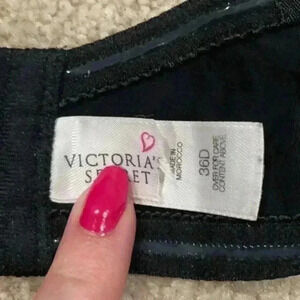 VICTORIA'S
SECRET
MADE IN
MOROCCO
36D
OVER FOR CARE
CONTENT ABOVE